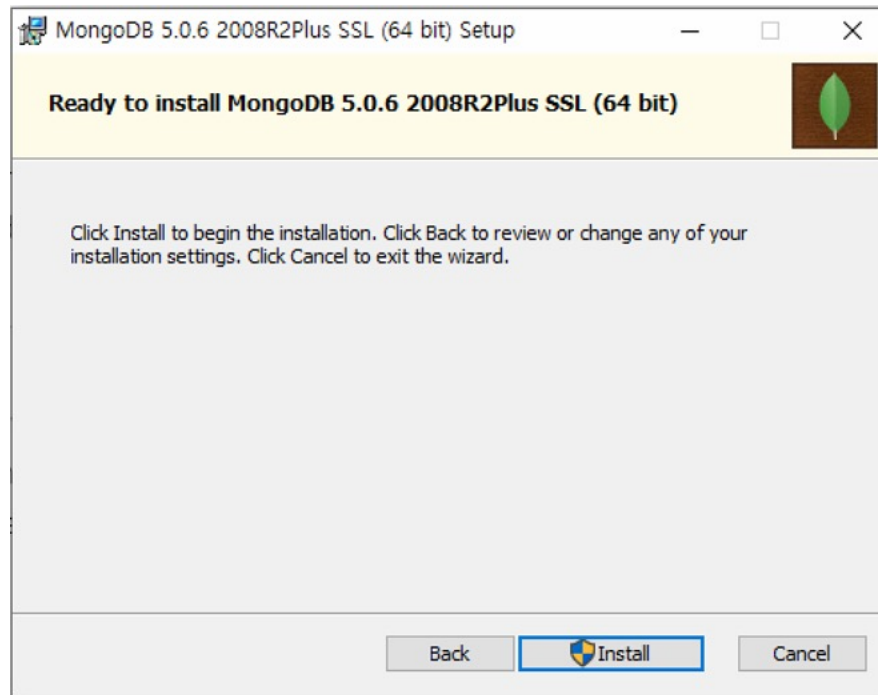 MongoDB 5.0.6 2008R2Plus SSL (64 bit) Setup
Ready to install MongoDB 5.0.6 2008R2Plus SSL (64 bit)
Click Install to begin the installation. Click Back to review or change any of your
installation settings. Click Cancel to exit the wizard.
Back
Install
Cancel